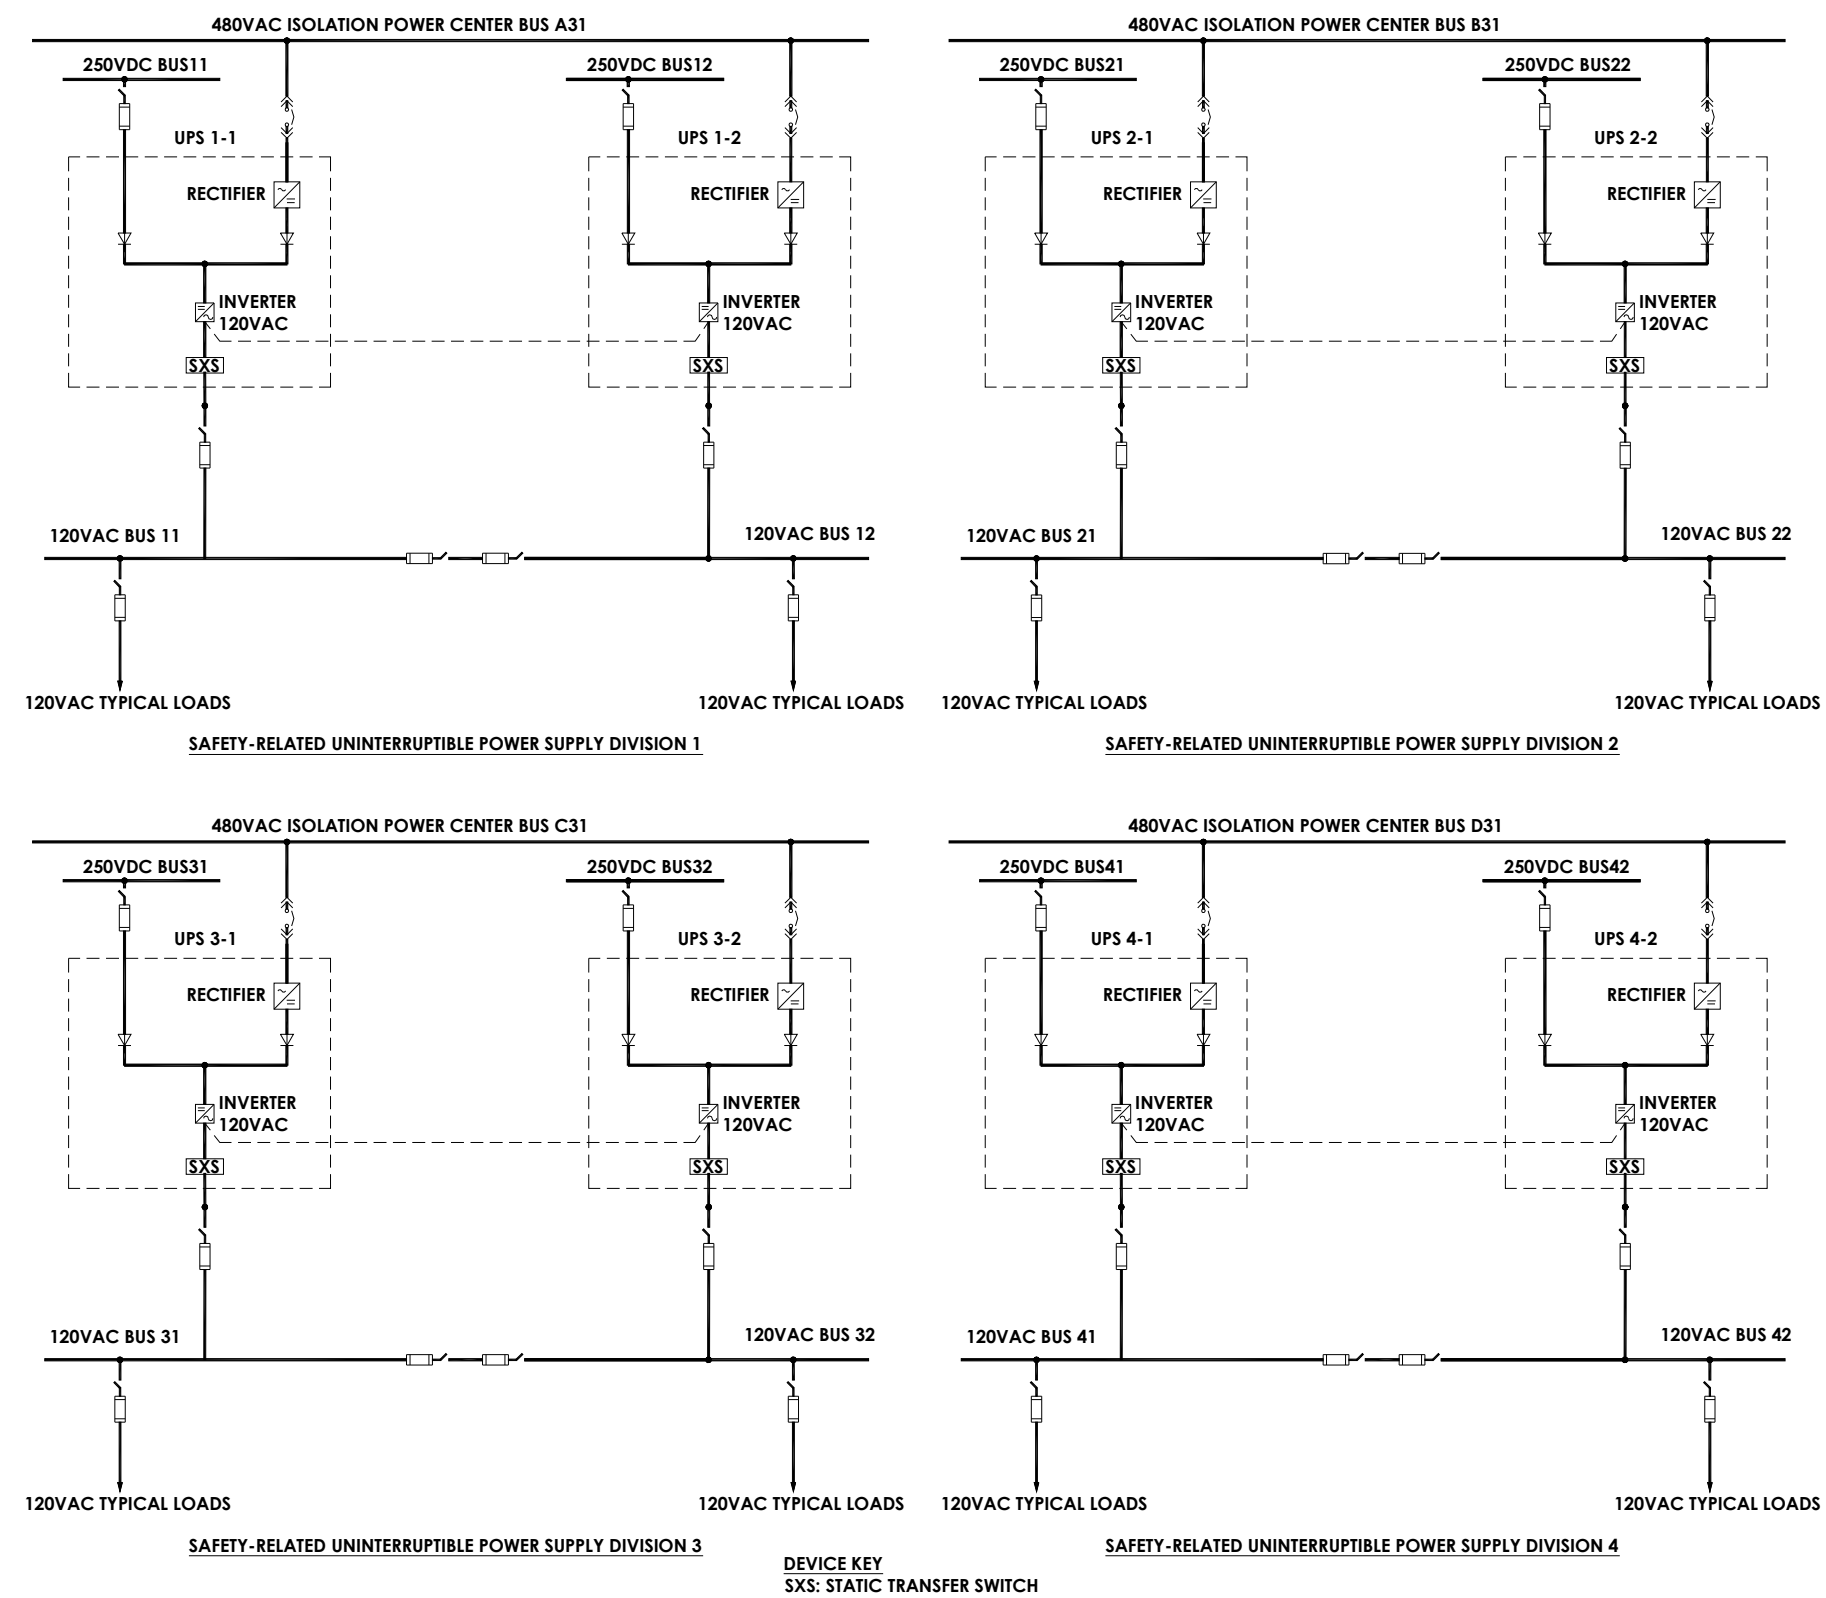 480VAC ISOLATION POWER CENTER BUS A31
250VDC BUS11
250VDC BUS12
UPS 1-1
UPS 1-2
RECTIFIER
RECTIFIER
INVERTER
120VAC
INVERTER
120VAC
SXS
SXS
120VAC BUS 11
120VAC BUS 12
120VAC TYPICAL LOADS
120VAC TYPICAL LOADS
SAFETY-RELATED UNINTERRUPTIBLE POWER SUPPLY DIVISION 1
480VAC ISOLATION POWER CENTER BUS B31
250VDC BUS21
250VDC BUS22
UPS 2-1
UPS 2-2
RECTIFIER
RECTIFIER
INVERTER
120VAC
INVERTER
120VAC
SXS
SXS
120VAC BUS 21
120VAC BUS 22
120VAC TYPICAL LOADS
120VAC TYPICAL LOADS
SAFETY-RELATED UNINTERRUPTIBLE POWER SUPPLY DIVISION 2
480VAC ISOLATION POWER CENTER BUS C31
250VDC BUS31
250VDC BUS32
UPS 3-1
UPS 3-2
RECTIFIER
RECTIFIER
INVERTER
120VAC
INVERTER
120VAC
SXS
SXS
120VAC BUS 31
120VAC BUS 32
120VAC TYPICAL LOADS
120VAC TYPICAL LOADS
SAFETY-RELATED UNINTERRUPTIBLE POWER SUPPLY DIVISION 3
480VAC ISOLATION POWER CENTER BUS D31
250VDC BUS41
250VDC BUS42
UPS 4-1
UPS 4-2
RECTIFIER
RECTIFIER
INVERTER
120VAC
INVERTER
120VAC
SXS
SXS
120VAC BUS 41
120VAC BUS 42
120VAC TYPICAL LOADS
120VAC TYPICAL LOADS
SAFETY-RELATED UNINTERRUPTIBLE POWER SUPPLY DIVISION 4
DEVICE KEY
SXS: STATIC TRANSFER SWITCH